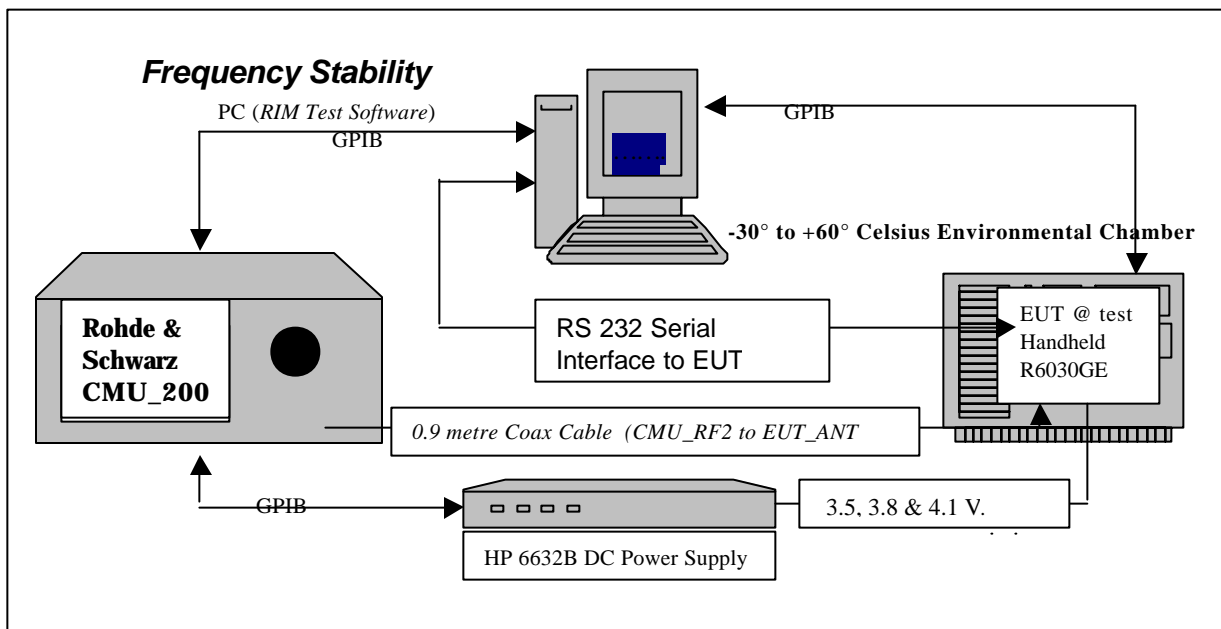 Frequency Stability
PC (RIM Test Software)
GPIB
GPIB
-30° to +60° Celsius Environmental Chamber
Rohde &
Schwarz
CMU_200
RS 232 Serial
Interface to EUT
EUT @ test
Handheld
R6030GE
0.9 metre Coax Cable (CMU_RF2 to EUT_ANT
GPIB
3.5, 3.8 & 4.1 V.
HP 6632B DC Power Supply